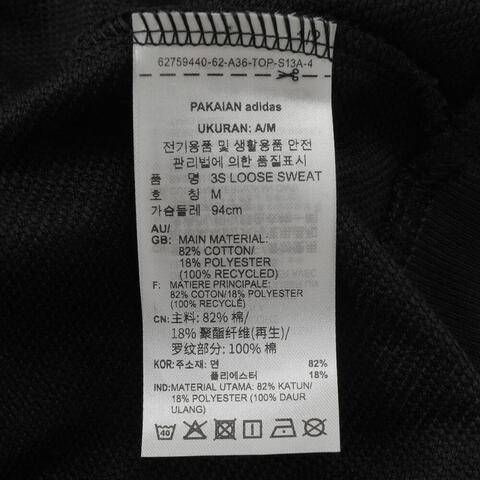 1/2
62759440-62-A36-TOP-S13A-4
PAKAIAN adidas
UKURAN: A/M
전기용품 및 생활용품 안전
관리법에 의한 품질표시
품 명 3S LOOSE SWEAT
호 칭 M
가슴둘레 94cm
AU/
GB: MAIN MATERIAL:
82% COTTON/
18% POLYESTER
(100% RECYCLED)
F: MATIERE PRINCIPALE:
82% COTON/18% POLYESTER
(100% RECYCLÉ)
CN: 主料: 82% 棉/
18% 聚酯纤维(再生)/
罗纹部分: 100% 棉
KOR: 주소재: 면 82%
폴리에스터 18%
IND: MATERIAL UTAMA: 82% KATUN/
18% POLYESTER (100% DAUR
ULANG)
40